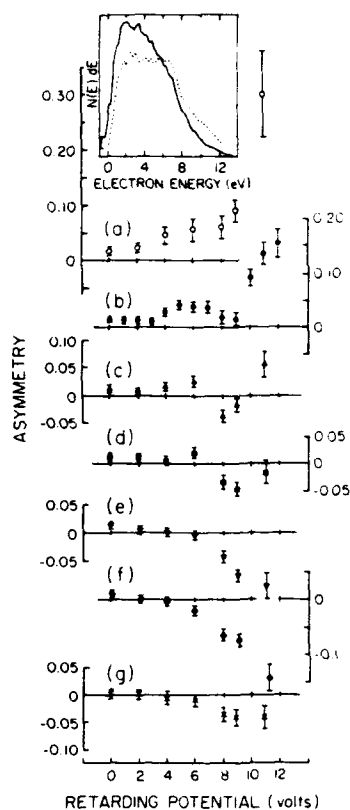 N(E) dE
0 4 8 12
ELECTRON ENERGY (eV)
0.30
0.20
0.10
0.05
0
(a)
0.20
0.10
0
(b)
0.10
0.05
0
-0.05
(c)
0.05
0
-0.05
(d)
0.05
0
-0.05
(e)
0
-0.1
(f)
0.05
0
-0.05
-0.10
(g)
ASYMMETRY
0 2 4 6 8 10 12
RETARDING POTENTIAL (volts)